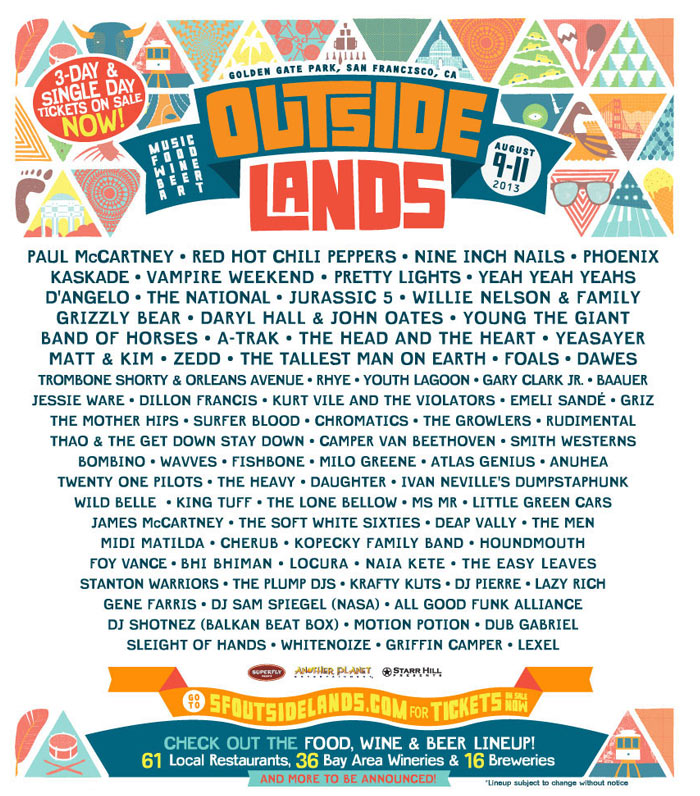 3-DAY &
SINGLE DAY
TICKETS ON SALE
NOW!
GOLDEN GATE PARK, SAN FRANCISCO, CA
OUTSIDE
LANDS
MUSIC
FOOD
WINE
BEER
ART
AUGUST
9-11
2013
PAUL McCARTNEY • RED HOT CHILI PEPPERS • NINE INCH NAILS • PHOENIX
KASKADE • VAMPIRE WEEKEND • PRETTY LIGHTS • YEAH YEAH YEAHS
D'ANGELO • THE NATIONAL • JURASSIC 5 • WILLIE NELSON & FAMILY
GRIZZLY BEAR • DARYL HALL & JOHN OATES • YOUNG THE GIANT
BAND OF HORSES • A-TRAK • THE HEAD AND THE HEART • YEASAYER
MATT & KIM • ZEDD • THE TALLEST MAN ON EARTH • FOALS • DAWES
TROMBONE SHORTY & ORLEANS AVENUE • RHYE • YOUTH LAGOON • GARY CLARK JR. • BAAUER
JESSIE WARE • DILLON FRANCIS • KURT VILE AND THE VIOLATORS • EMELI SANDÉ • GRIZ
THE MOTHER HIPS • SURFER BLOOD • CHROMATICS • THE GROWLERS • RUDIMENTAL
THAO & THE GET DOWN STAY DOWN • CAMPER VAN BEETHOVEN • SMITH WESTERNS
BOMBINO • WAVVES • FISHBONE • MILO GREENE • ATLAS GENIUS • ANUHEA
TWENTY ONE PILOTS • THE HEAVY • DAUGHTER • IVAN NEVILLE'S DUMPSTAPHUNK
WILD BELLE • KING TUFF • THE LONE BELLOW • MS MR • LITTLE GREEN CARS
JAMES McCARTNEY • THE SOFT WHITE SIXTIES • DEAP VALLY • THE MEN
MIDI MATILDA • CHERUB • KOPECKY FAMILY BAND • HOUNDMOUTH
FOY VANCE • BHI BHIMAN • LOCURA • NAIA KETE • THE EASY LEAVES
STANTON WARRIORS • THE PLUMP DJS • KRAFTY KUTS • DJ PIERRE • LAZY RICH
GENE FARRIS • DJ SAM SPIEGEL (NASA) • ALL GOOD FUNK ALLIANCE
DJ SHOTNEZ (BALKAN BEAT BOX) • MOTION POTION • DUB GABRIEL
SLEIGHT OF HANDS • WHITENOIZE • GRIFFIN CAMPER • LEXEL
SUPERFLY
ANOTHER PLANET
ENTERTAINMENT
STARR HILL
PRESENTS
GO TO SFOUTSIDELANDS.COM FOR TICKETS ON SALE NOW
CHECK OUT THE FOOD, WINE & BEER LINEUP!
61 Local Restaurants, 36 Bay Area Wineries & 16 Breweries
AND MORE TO BE ANNOUNCED!
*Lineup subject to change without notice